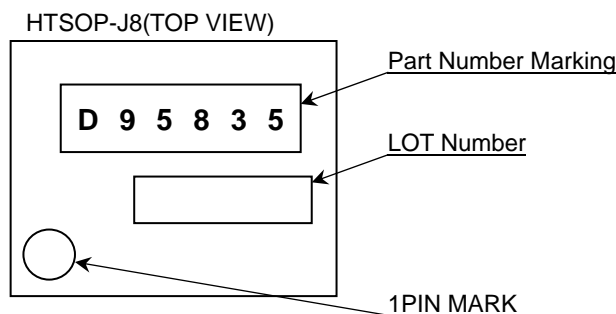 HTSOP-J8(TOP VIEW)
Part Number Marking
D 9 5 8 3 5
LOT Number
1PIN MARK